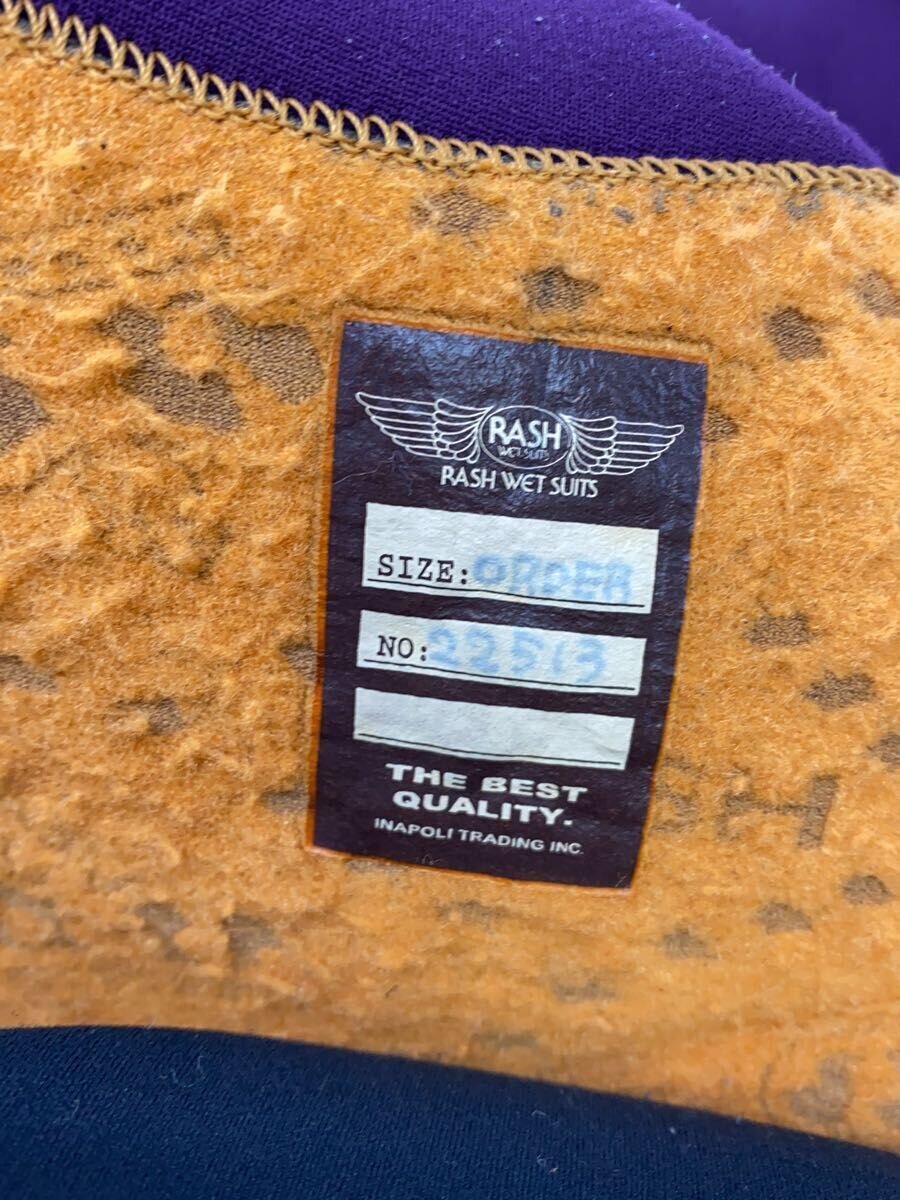 RASH
WET SUITS
RASH WET SUITS
SIZE: ORDER
NO: 22513
THE BEST
QUALITY.
INAPOLI TRADING INC.